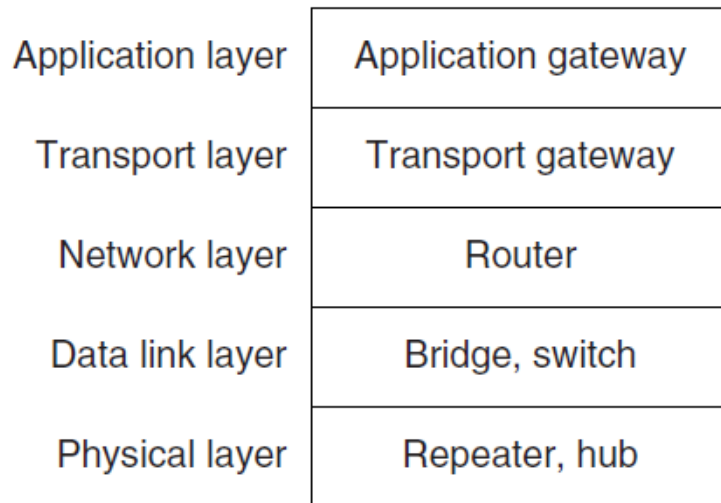 Application layer Application gateway
Transport layer Transport gateway
Network layer Router
Data link layer Bridge, switch
Physical layer Repeater, hub